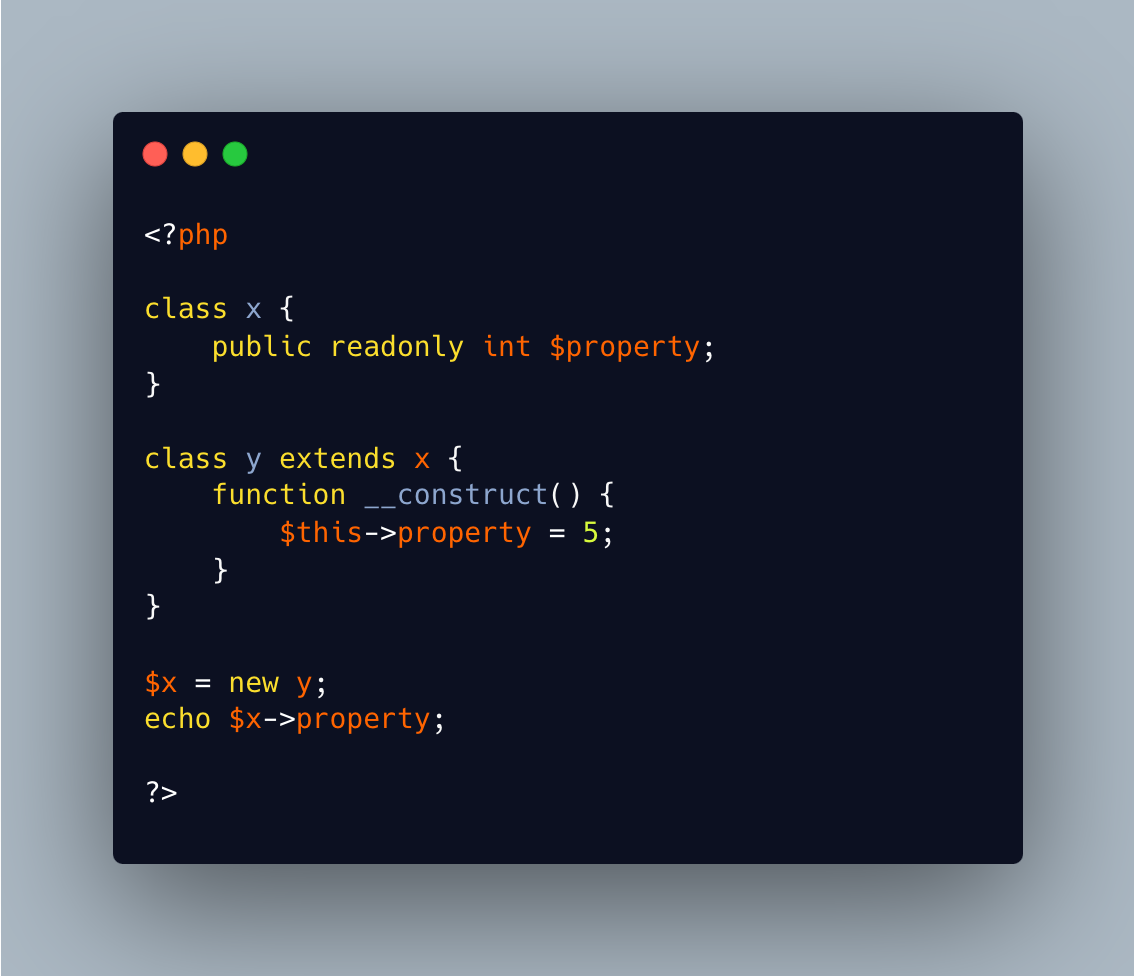 <?php
class x {
    public readonly int $property;
}
class y extends x {
    function __construct() {
        $this->property = 5;
    }
}
$x = new y;
echo $x->property;
?>